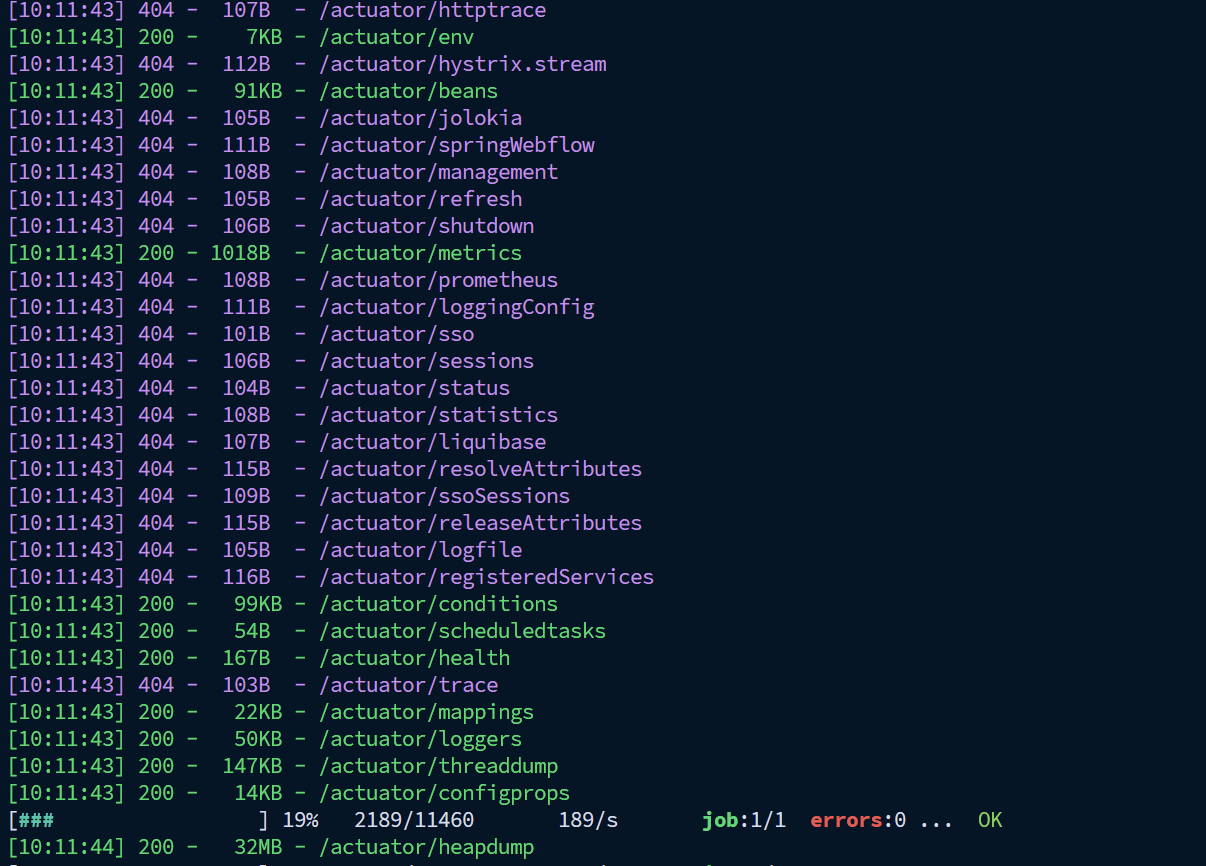 [10:11:43] 404 - 107B - /actuator/httptrace
[10:11:43] 200 - 7KB - /actuator/env
[10:11:43] 404 - 112B - /actuator/hystrix.stream
[10:11:43] 200 - 91KB - /actuator/beans
[10:11:43] 404 - 105B - /actuator/jolokia
[10:11:43] 404 - 111B - /actuator/springWebflow
[10:11:43] 404 - 108B - /actuator/management
[10:11:43] 404 - 105B - /actuator/refresh
[10:11:43] 404 - 106B - /actuator/shutdown
[10:11:43] 200 - 1018B - /actuator/metrics
[10:11:43] 404 - 108B - /actuator/prometheus
[10:11:43] 404 - 111B - /actuator/loggingConfig
[10:11:43] 404 - 101B - /actuator/sso
[10:11:43] 404 - 106B - /actuator/sessions
[10:11:43] 404 - 104B - /actuator/status
[10:11:43] 404 - 108B - /actuator/statistics
[10:11:43] 404 - 107B - /actuator/liquibase
[10:11:43] 404 - 115B - /actuator/resolveAttributes
[10:11:43] 404 - 109B - /actuator/ssoSessions
[10:11:43] 404 - 115B - /actuator/releaseAttributes
[10:11:43] 404 - 105B - /actuator/logfile
[10:11:43] 404 - 116B - /actuator/registeredServices
[10:11:43] 200 - 99KB - /actuator/conditions
[10:11:43] 200 - 54B - /actuator/scheduledtasks
[10:11:43] 200 - 167B - /actuator/health
[10:11:43] 404 - 103B - /actuator/trace
[10:11:43] 200 - 22KB - /actuator/mappings
[10:11:43] 200 - 50KB - /actuator/loggers
[10:11:43] 200 - 147KB - /actuator/threaddump
[10:11:43] 200 - 14KB - /actuator/configprops
[### ] 19% 2189/11460 189/s job:1/1 errors:0 ... OK
[10:11:44] 200 - 32MB - /actuator/heapdump